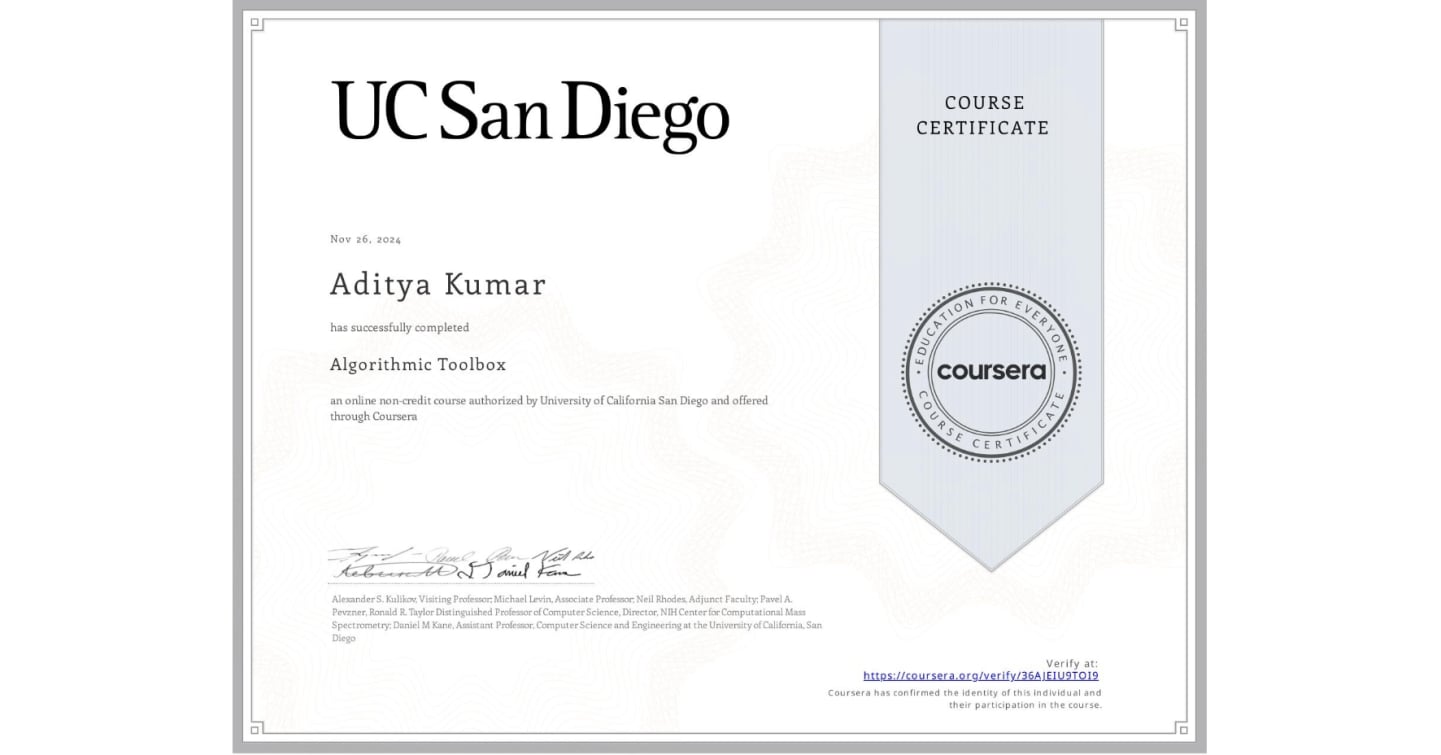 UC San Diego
COURSE
CERTIFICATE
Nov 26, 2024
Aditya Kumar
has successfully completed
Algorithmic Toolbox
an online non-credit course authorized by University of California San Diego and offered
through Coursera
EDUCATION FOR EVERYONE
coursera
COURSE CERTIFICATE
Alexander S. Kulikov, Visiting Professor; Michael Levin, Associate Professor; Neil Rhodes, Adjunct Faculty; Pavel A.
Pevzner, Ronald R. Taylor Distinguished Professor of Computer Science, Director, NIH Center for Computational Mass
Spectrometry; Daniel M Kane, Assistant Professor, Computer Science and Engineering at the University of California, San
Diego
Verify at:
https://coursera.org/verify/36AJEIU9TOI9
Coursera has confirmed the identity of this individual and
their participation in the course.